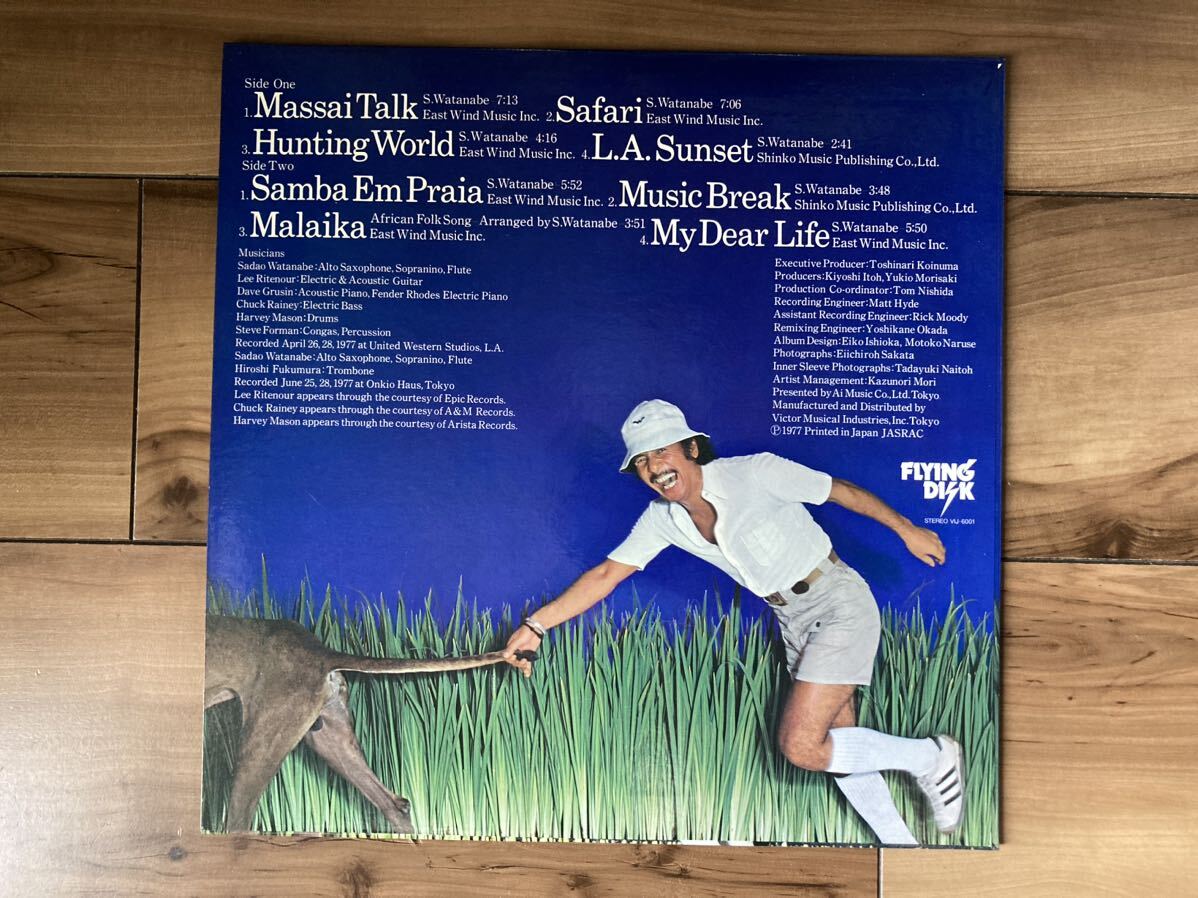 Side One
1. Massai Talk S.Watanabe 7:13 East Wind Music Inc. 2. Safari S.Watanabe 7:06 East Wind Music Inc.
3. Hunting World S.Watanabe 4:16 East Wind Music Inc. 4. L.A. Sunset S.Watanabe 2:41 Shinko Music Publishing Co., Ltd.
Side Two
1. Samba Em Praia S.Watanabe 5:52 East Wind Music Inc. 2. Music Break S.Watanabe 3:48 Shinko Music Publishing Co., Ltd.
3. Malaika African Folk Song Arranged by S.Watanabe 3:51 East Wind Music Inc. 4. My Dear Life S.Watanabe 5:50 East Wind Music Inc.
Musicians
Sadao Watanabe:Alto Saxophone, Sopranino, Flute
Lee Ritenour:Electric & Acoustic Guitar
Dave Grusin:Acoustic Piano, Fender Rhodes Electric Piano
Chuck Rainey:Electric Bass
Harvey Mason:Drums
Steve Forman:Congas, Percussion
Recorded April 26, 28, 1977 at United Western Studios, L.A.
Sadao Watanabe:Alto Saxophone, Sopranino, Flute
Hiroshi Fukumura: Trombone
Recorded June 25, 28, 1977 at Onkio Haus, Tokyo
Lee Ritenour appears through the courtesy of Epic Records.
Chuck Rainey appears through the courtesy of A&M Records.
Harvey Mason appears through the courtesy of Arista Records.
Executive Producer:Toshinari Koinuma
Producers:Kiyoshi Itoh, Yukio Morisaki
Production Co-ordinator: Tom Nishida
Recording Engineer: Matt Hyde
Assistant Recording Engineer: Rick Moody
Remixing Engineer: Yoshikane Okada
Album Design: Eiko Ishioka, Motoko Naruse
Photographs: Eiichiroh Sakata
Inner Sleeve Photographs: Tadayuki Naitoh
Artist Management: Kazunori Mori
Presented by Ai Music Co., Ltd. Tokyo
Manufactured and Distributed by
Victor Musical Industries, Inc. Tokyo
Ⓟ1977 Printed in Japan JASRAC
FLYING
DISK
STEREO VIJ-6001